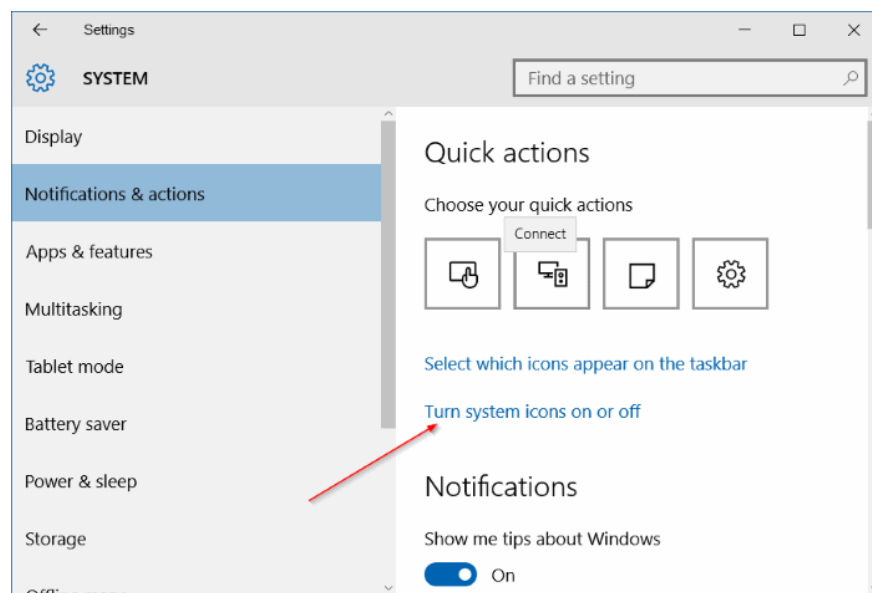 Settings
SYSTEM
Find a setting
Display
Notifications & actions
Apps & features
Multitasking
Tablet mode
Battery saver
Power & sleep
Storage
Quick actions
Choose your quick actions
Connect
Select which icons appear on the taskbar
Turn system icons on or off
Notifications
Show me tips about Windows
On